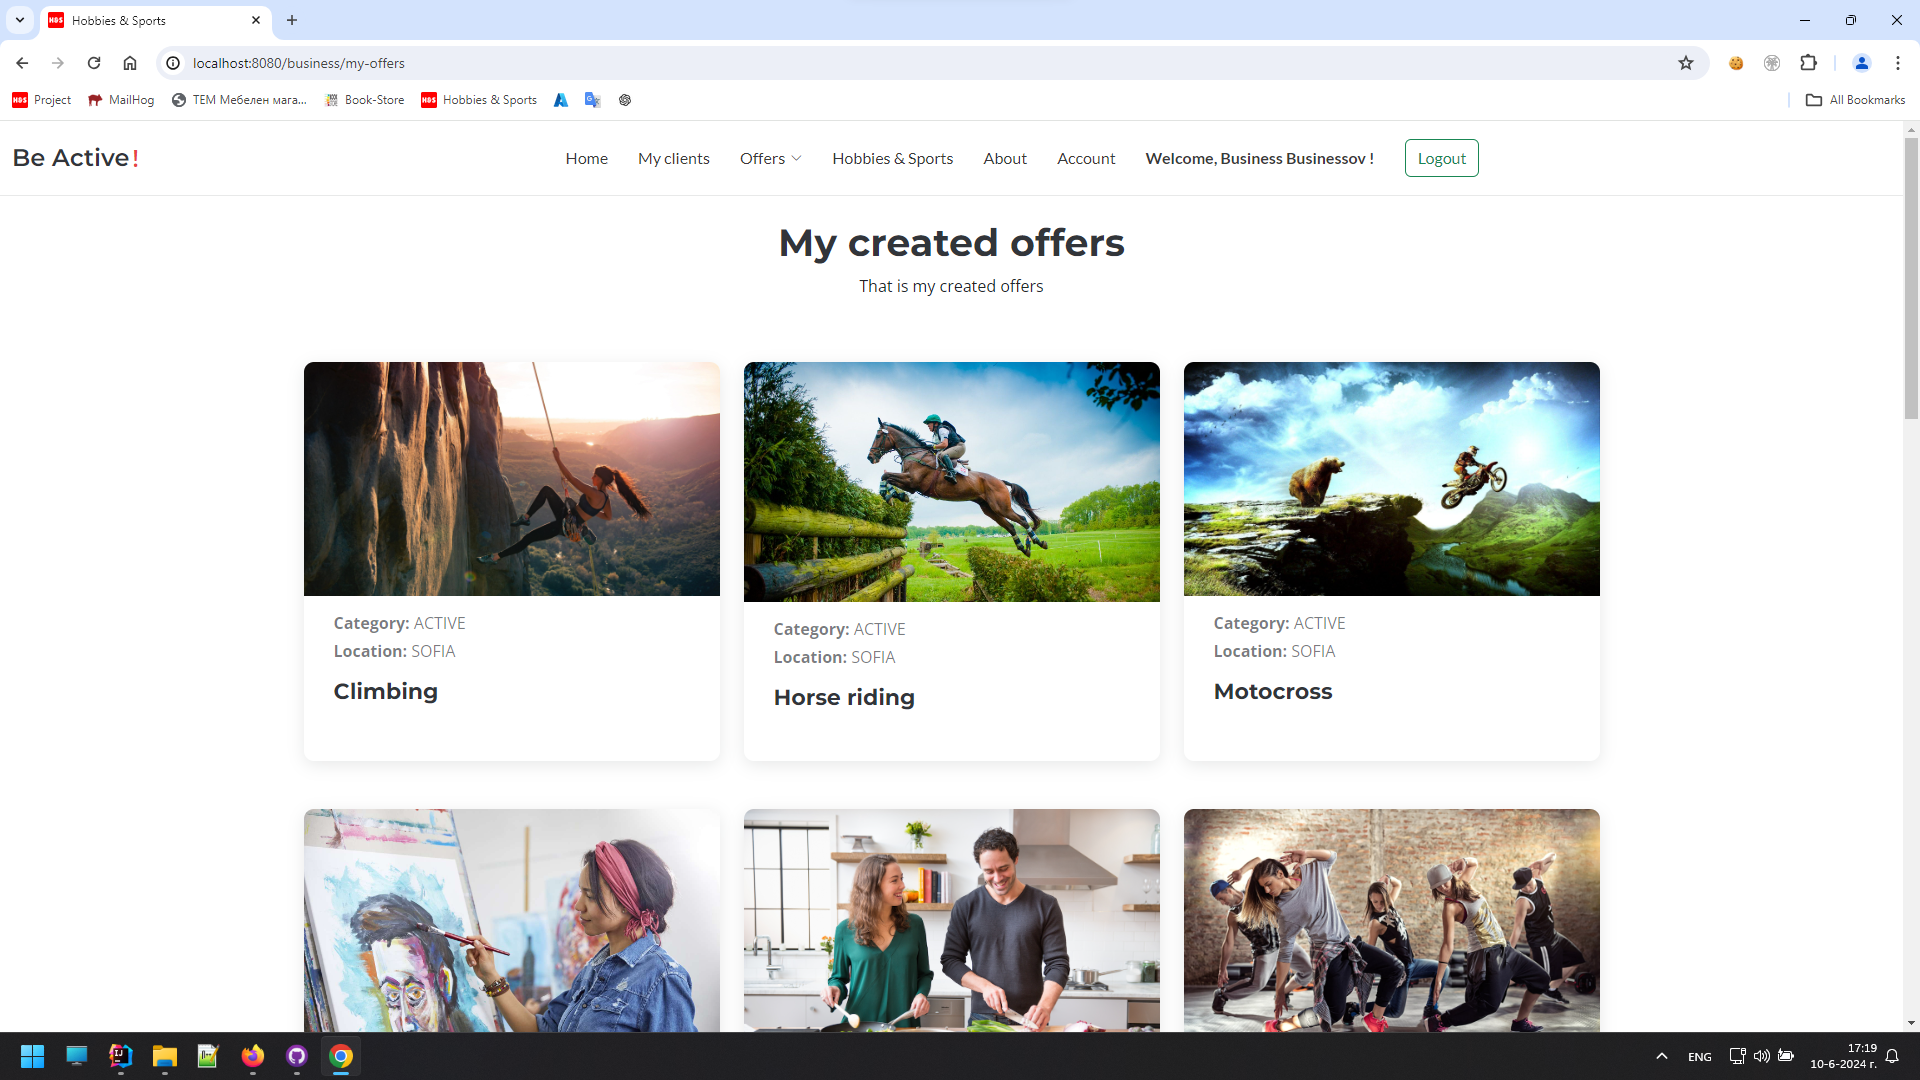 Hobbies & Sports
localhost:8080/business/my-offers
Project MailHog ТЕМ Мебелен мага... Book-Store Hobbies & Sports All Bookmarks
Be Active!
Home My clients Offers Hobbies & Sports About Account Welcome, Business Businessov ! Logout
My created offers
That is my created offers
Category: ACTIVE
Location: SOFIA
Climbing
Category: ACTIVE
Location: SOFIA
Horse riding
Category: ACTIVE
Location: SOFIA
Motocross
ENG
17:19
10-6-2024 г.